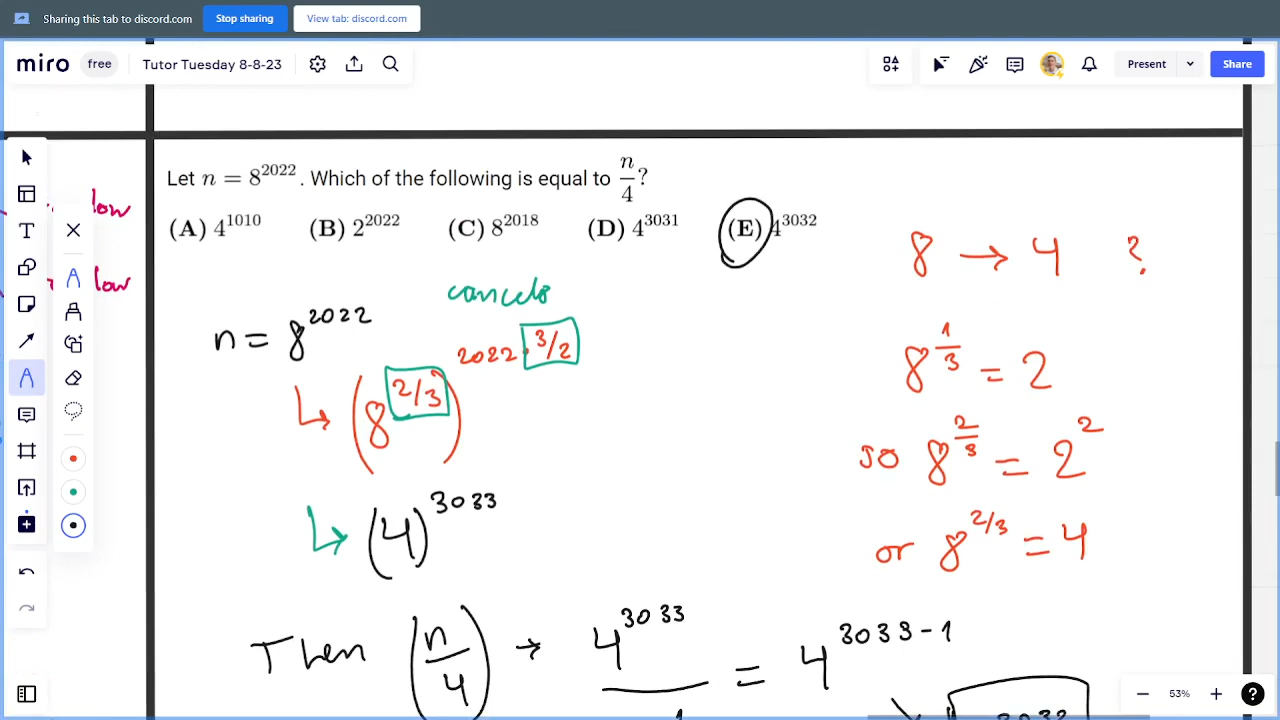 Sharing this tab to discord.com Stop sharing View tab: discord.com
miro free Tutor Tuesday 8-8-23 Present Share
low
low
Let n = 8^2022. Which of the following is equal to n/4?
(A) 4^1010 (B) 2^2022 (C) 8^2018 (D) 4^3031 (E) 4^3032
8 → 4 ?
cancels
n = 8^2022
↳ (8^2/3)^2022 · 3/2
8^1/3 = 2
so 8^2/3 = 2^2
↳ (4)^3033
or 8^2/3 = 4
Then (n/4) → 4^3033 = 4^3033-1
53%